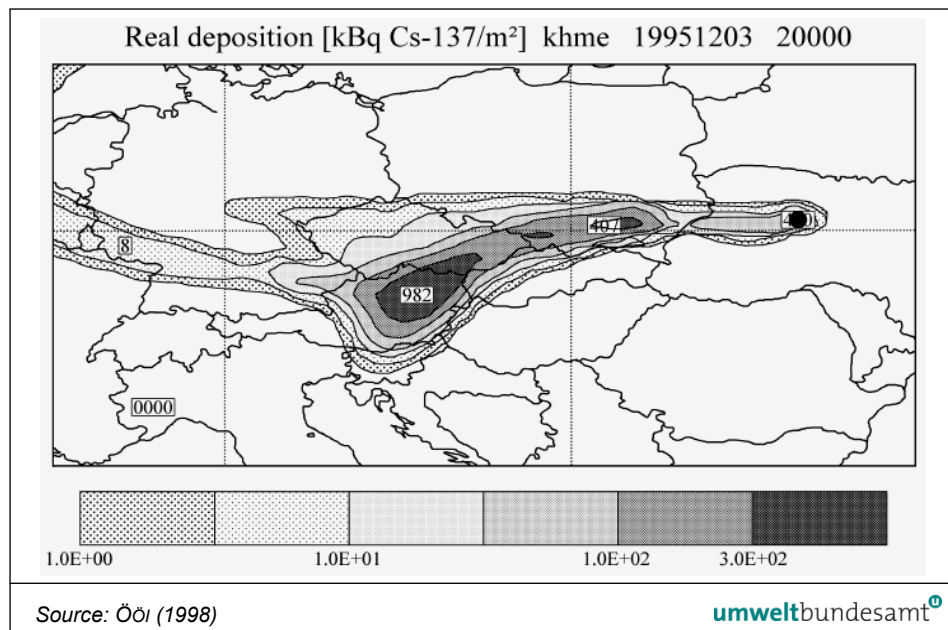 Real deposition [kBq Cs-137/m²] khme 19951203 20000
407
8
982
0000
1.0E+00 1.0E+01 1.0E+02 3.0E+02
Source: ÖÖI (1998)
umweltbundesamt